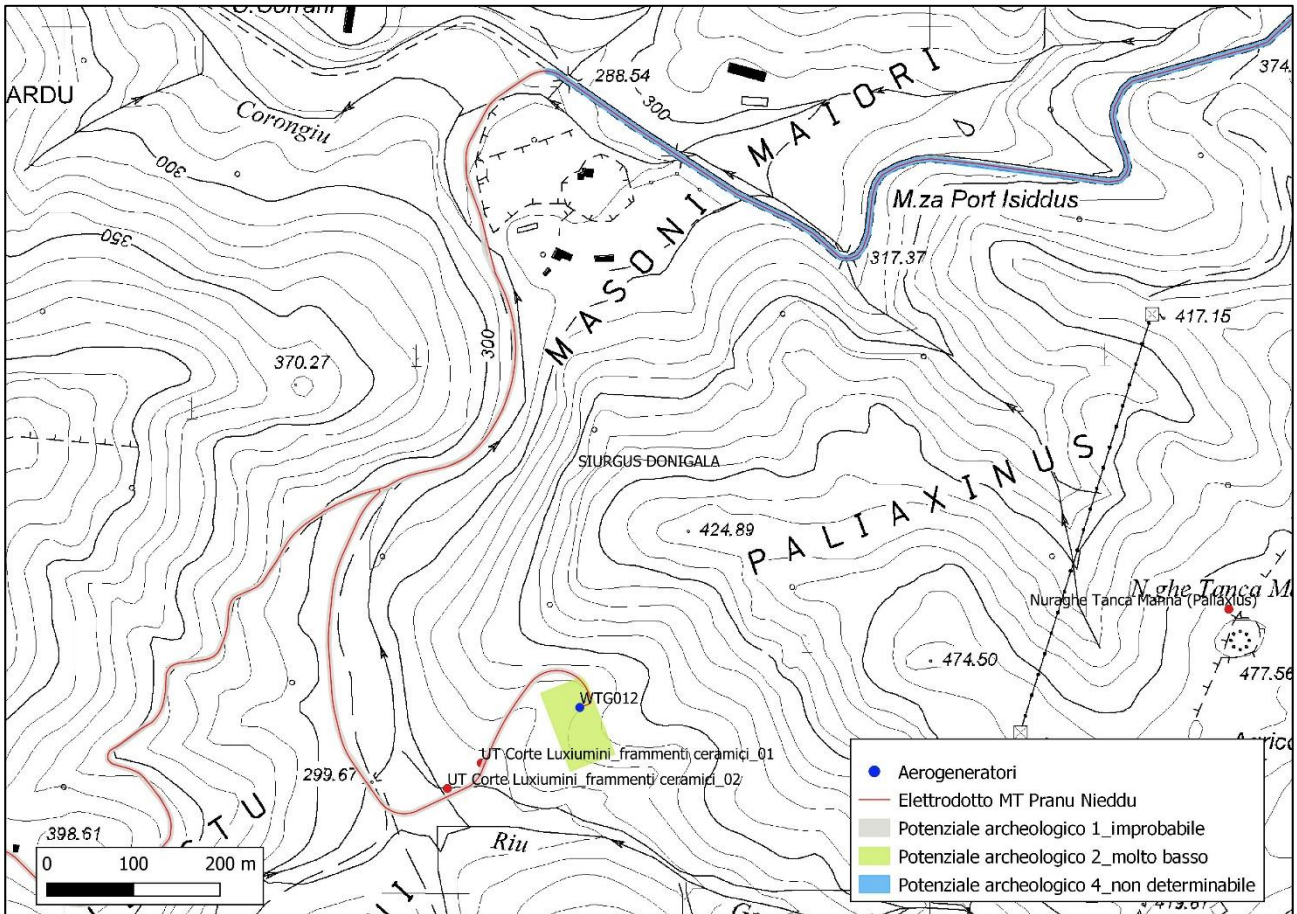 288.54
374.
ARDU
Corongiu
300
MAIORI
300
M.za Port Isiddus
350
MASONI
317.37
417.15
300
370.27
SIURGUS DONIGALA
PALIAXINUS
424.89
N.ghe Tanca M
Nuraghe Tanca Manna (Pallaxius)
474.50
477.56
WTG012
UT Corte Luxiumini_frammenti ceramici_01
299.67
UT Corte Luxiumini_frammenti ceramici_02
398.61
TU
Riu
0 100 200 m
Aerogeneratori
Elettrodotto MT Pranu Nieddu
Potenziale archeologico 1_improbabile
Potenziale archeologico 2_molto basso
Potenziale archeologico 4_non determinabile